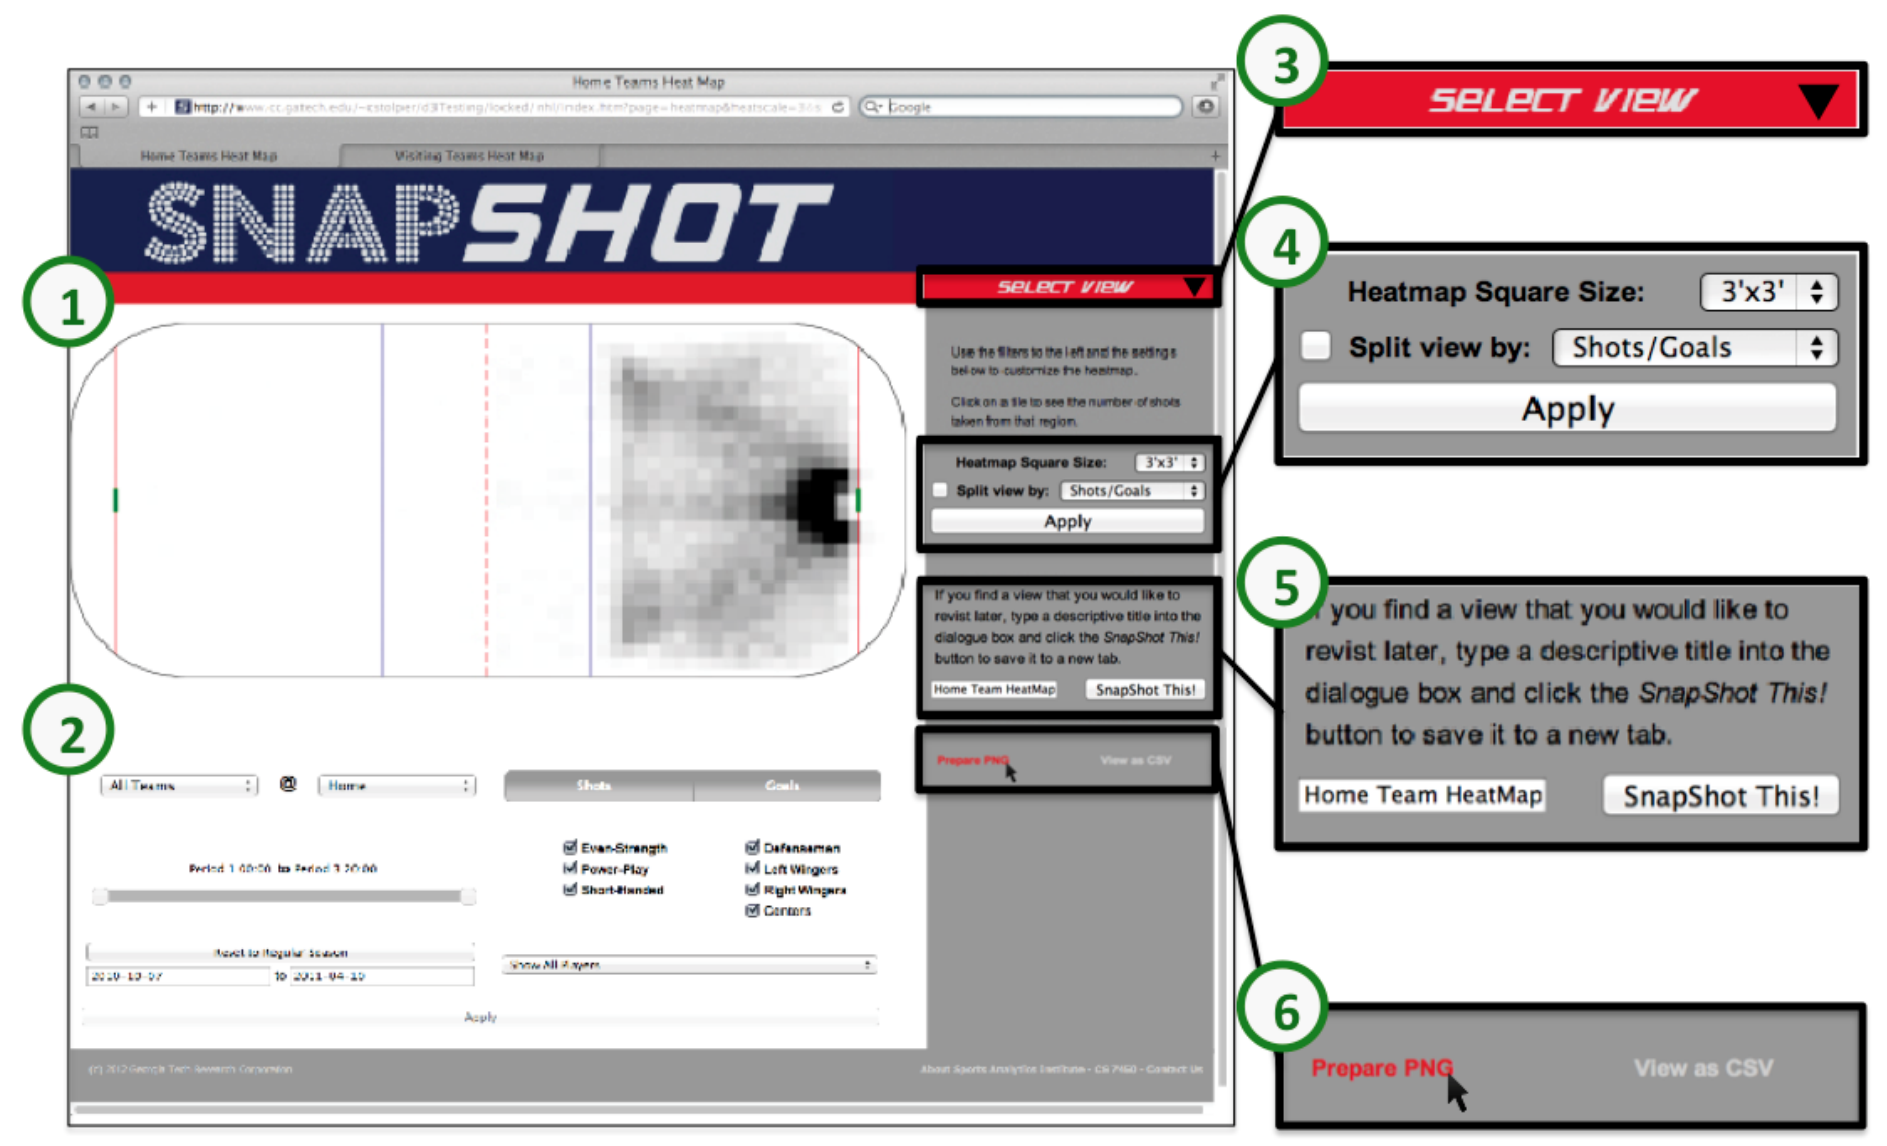 Home Teams Heat Map
http://www.cc.gatech.edu/~cstolper/d3Testing/locked/nhl/index.htm?page=heatmap&heatscale=3&s
Google
Home Teams Heat Map
Visiting Teams Heat Map
SNAPSHOT
SELECT VIEW
Use the filters to the left and the settings
below to customize the heatmap.
Click on a tile to see the number of shots
taken from that region.
Heatmap Square Size: 3'x3'
Split view by: Shots/Goals
Apply
If you find a view that you would like to
revist later, type a descriptive title into the
dialogue box and click the SnapShot This!
button to save it to a new tab.
Home Team HeatMap SnapShot This!
Prepare PNG View as CSV
All Teams @ Home
Shots Goals
Period 1 00:00 to Period 3 20:00
Even-Strength
Power-Play
Short-Handed
Defensemen
Left Wingers
Right Wingers
Centers
Reset to Regular Season
2010-10-07 to 2011-04-10
Show All Players
Apply
(c) 2012 Georgia Tech Research Corporation
About Sports Analytics Institute - CS 7450 - Contact Us
1
2
3
SELECT VIEW
4
Heatmap Square Size: 3'x3'
Split view by: Shots/Goals
Apply
5
you find a view that you would like to
revist later, type a descriptive title into the
dialogue box and click the SnapShot This!
button to save it to a new tab.
Home Team HeatMap SnapShot This!
6
Prepare PNG View as CSV